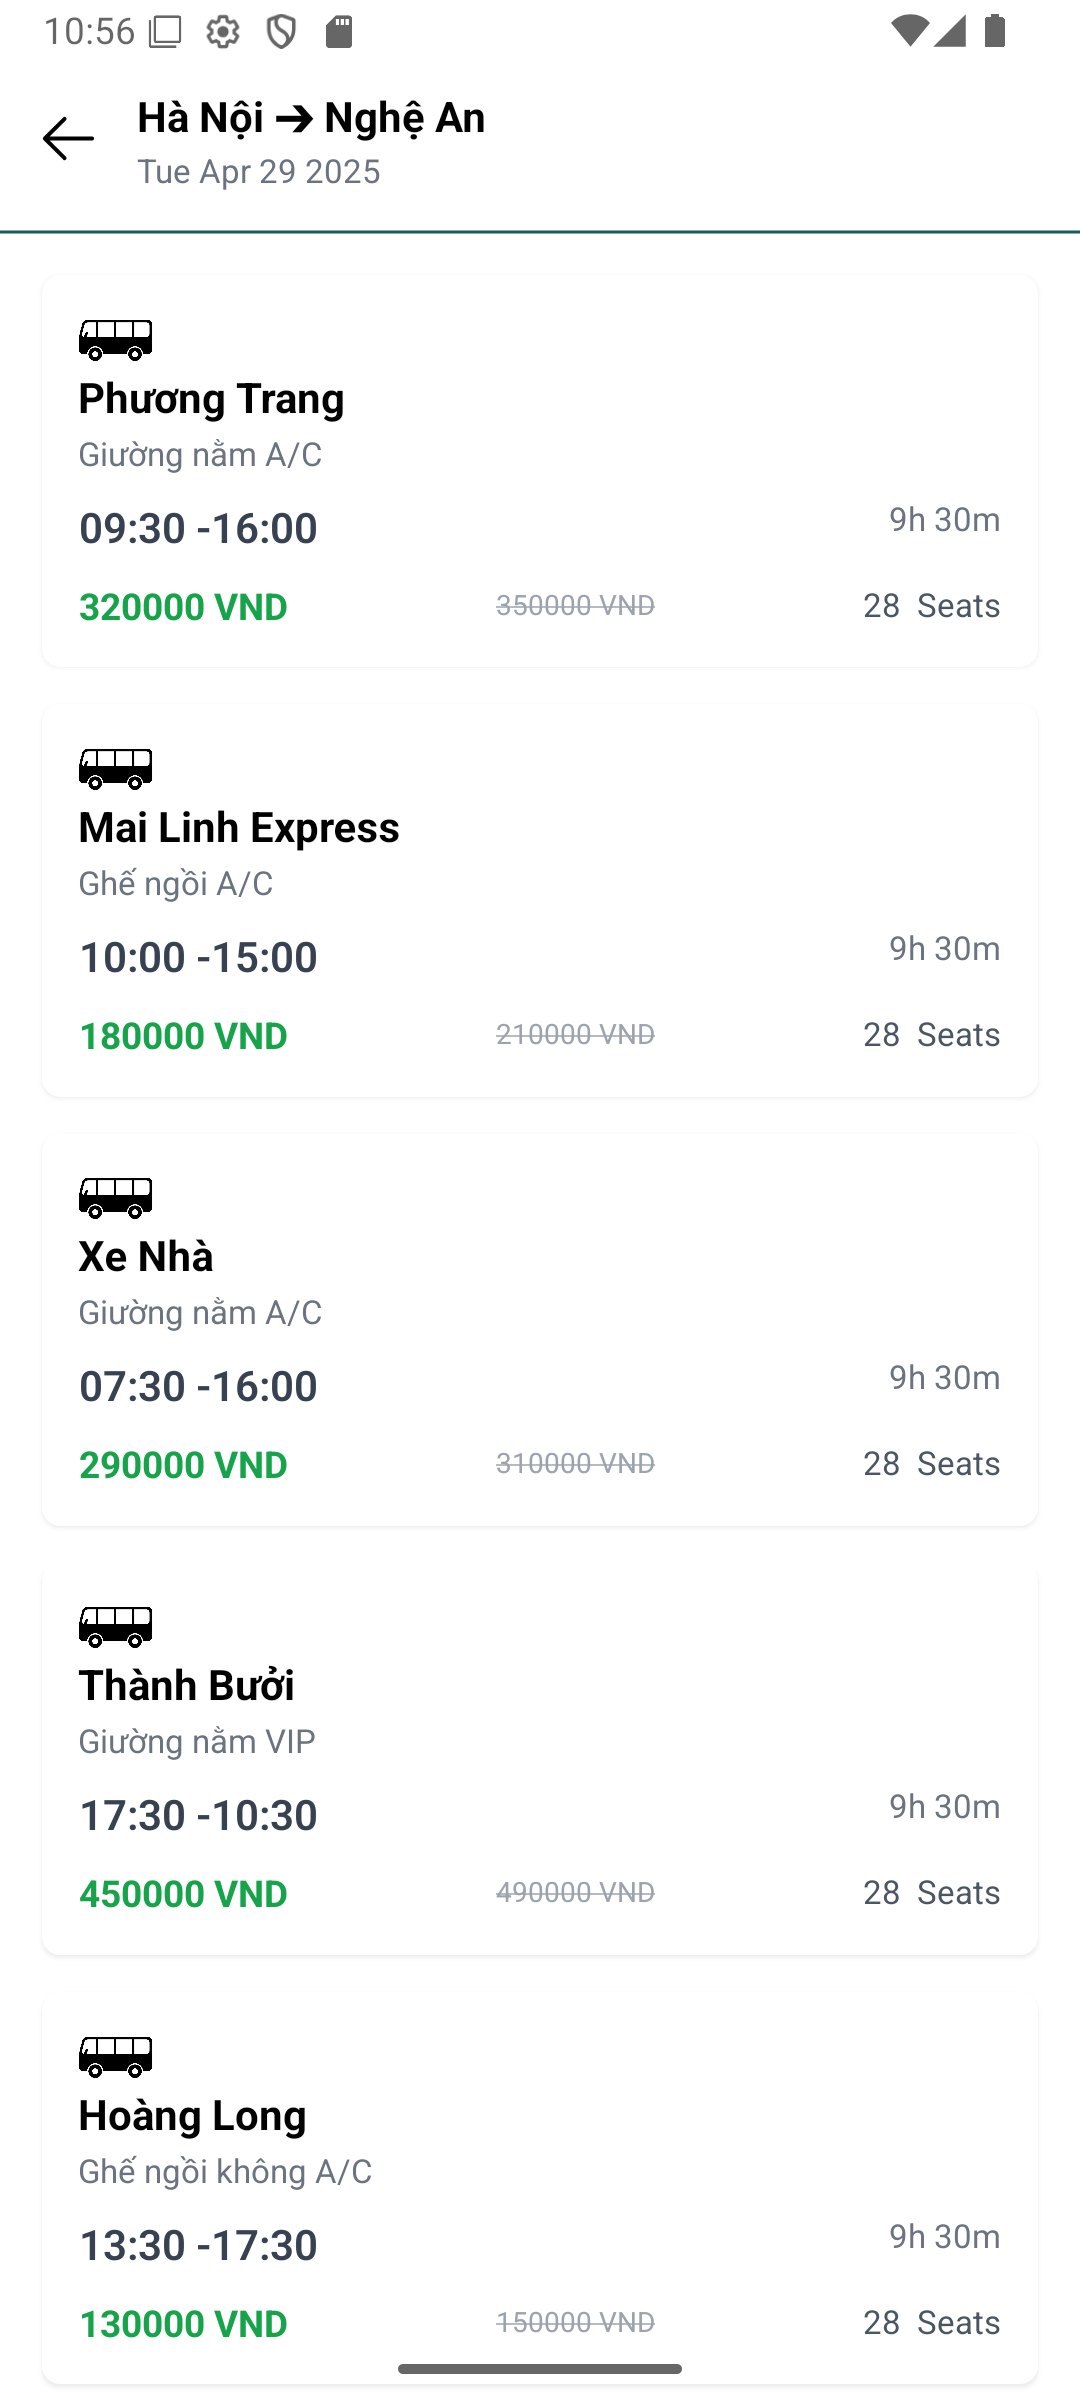 10:56
Hà Nội → Nghệ An
Tue Apr 29 2025
Phương Trang
Giường nằm A/C
09:30 -16:00 9h 30m
320000 VND 350000 VND 28 Seats
Mai Linh Express
Ghế ngồi A/C
10:00 -15:00 9h 30m
180000 VND 210000 VND 28 Seats
Xe Nhà
Giường nằm A/C
07:30 -16:00 9h 30m
290000 VND 310000 VND 28 Seats
Thành Bưởi
Giường nằm VIP
17:30 -10:30 9h 30m
450000 VND 490000 VND 28 Seats
Hoàng Long
Ghế ngồi không A/C
13:30 -17:30 9h 30m
130000 VND 150000 VND 28 Seats